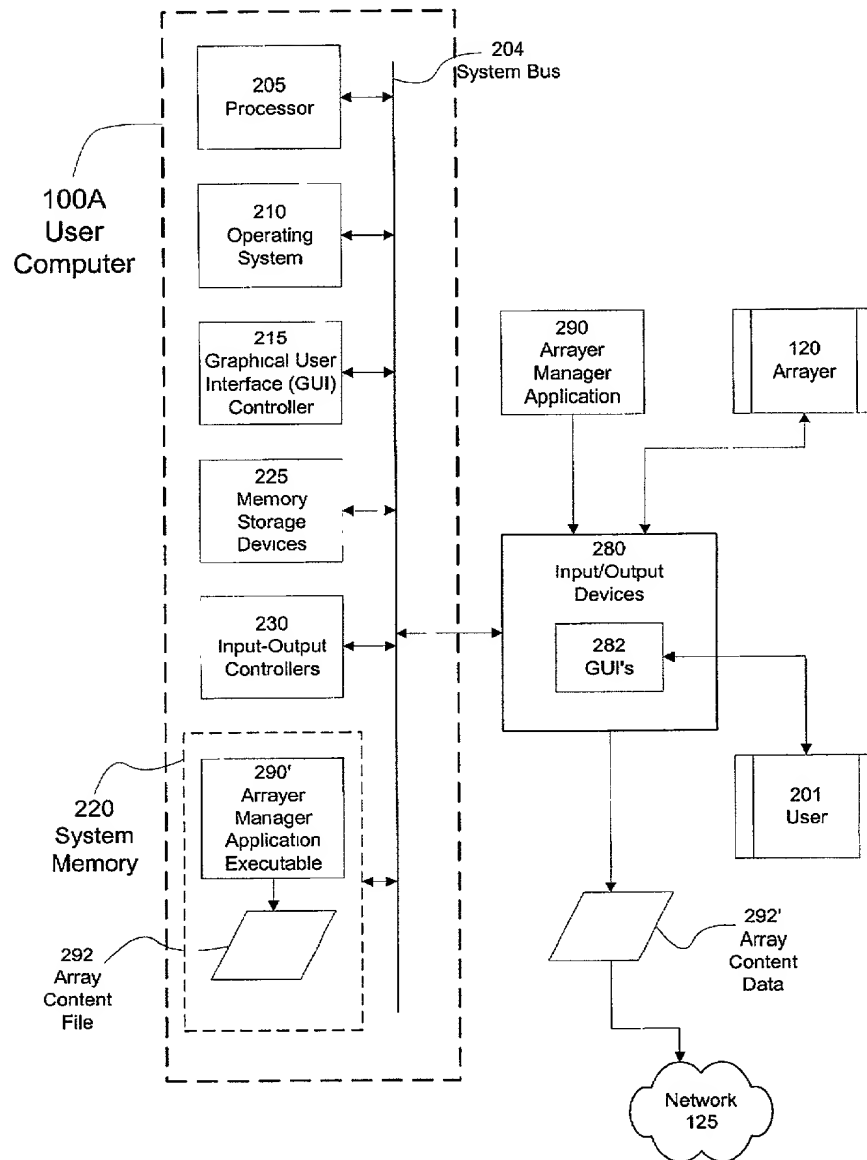 204
System Bus
205
Processor
100A
User
Computer
210
Operating
System
215
Graphical User
Interface (GUI)
Controller
290
Arrayer
Manager
Application
120
Arrayer
225
Memory
Storage
Devices
280
Input/Output
Devices
230
Input-Output
Controllers
282
GUI's
220
System
Memory
290'
Arrayer
Manager
Application
Executable
201
User
292
Array
Content
File
292'
Array
Content
Data
Network
125